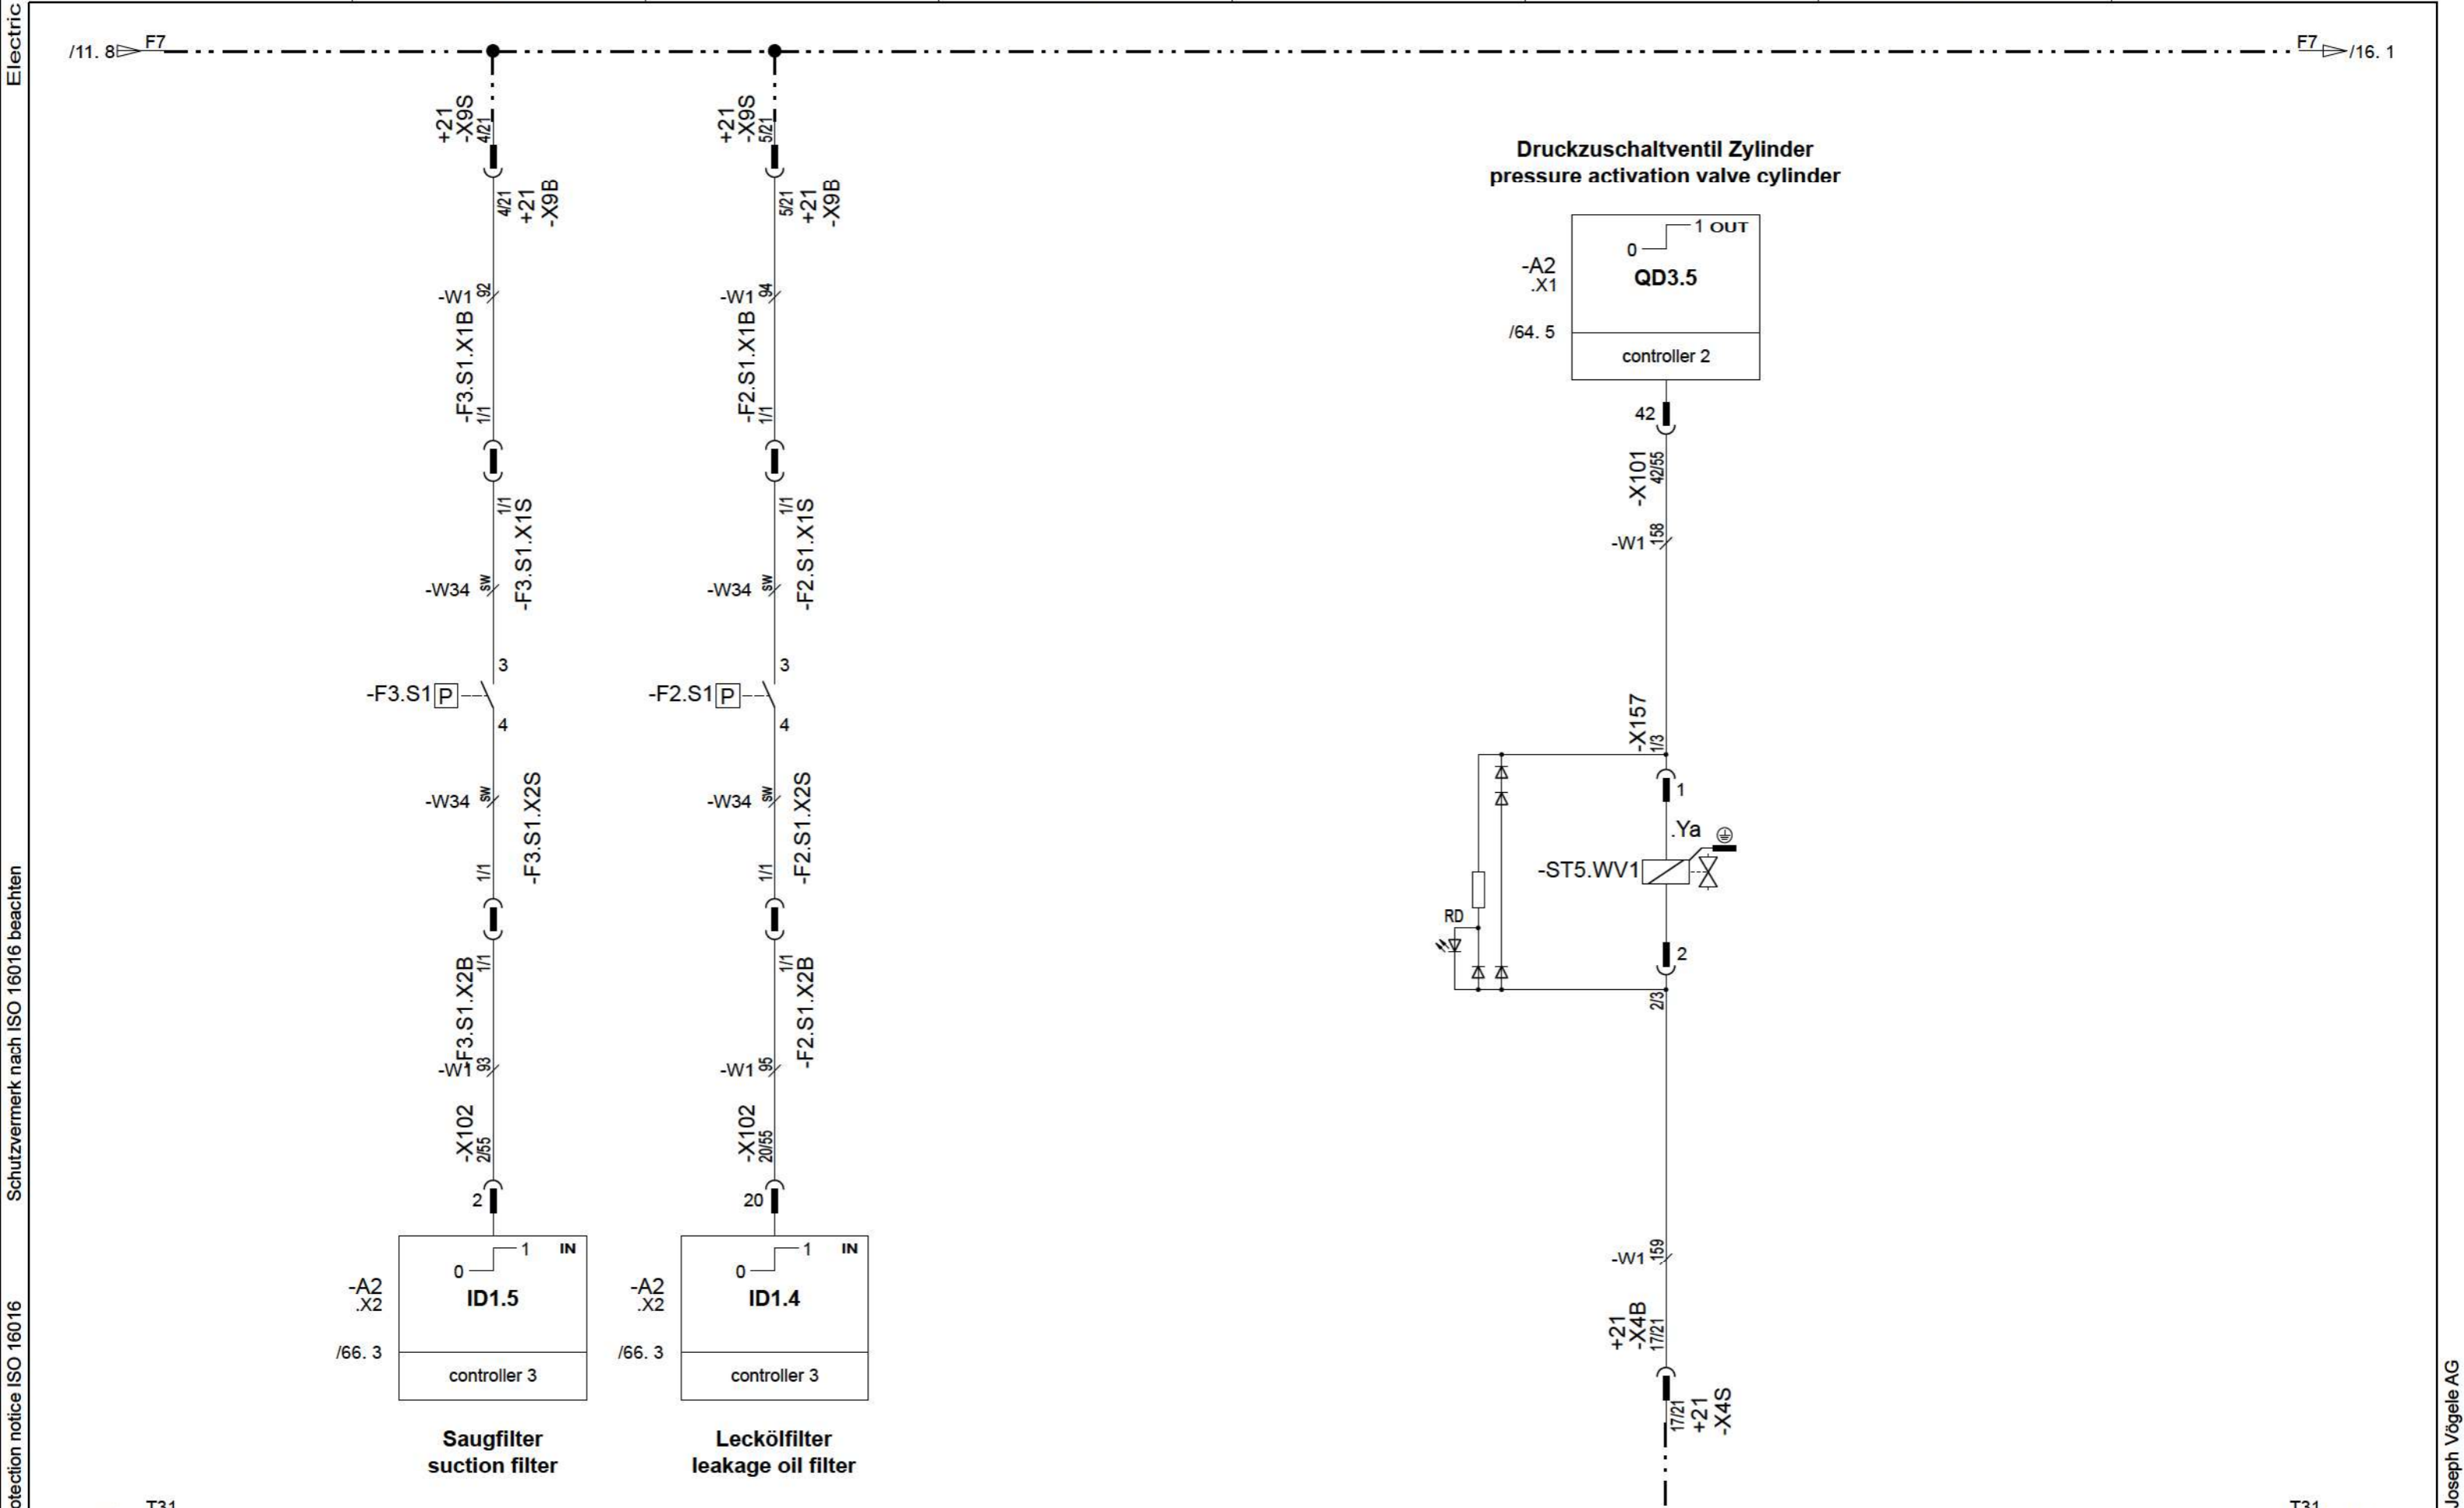 Electric
Schutzvermerk nach ISO 16016 beachten
otection notice ISO 16016
/11. 8
F7
F7
/16. 1
+21
-X9S
4/21
4/21
+21
-X9B
-W1
92
-F3.S1.X1B
1/1
1/1
-F3.S1.X1S
-W34
sw
3
-F3.S1
P
4
-W34
sw
-F3.S1.X2S
1/1
1/1
-F3.S1.X2B
-W1
93
-X102
2/55
2
1
IN
0
ID1.5
-A2
.X2
/66. 3
controller 3
Saugfilter
suction filter
+21
-X9S
5/21
5/21
+21
-X9B
-W1
94
-F2.S1.X1B
1/1
1/1
-F2.S1.X1S
-W34
sw
3
-F2.S1
P
4
-W34
sw
-F2.S1.X2S
1/1
1/1
-F2.S1.X2B
-W1
95
-X102
20/55
20
1
IN
0
ID1.4
-A2
.X2
/66. 3
controller 3
Leckölfilter
leakage oil filter
Druckzuschaltventil Zylinder
pressure activation valve cylinder
1 OUT
0
QD3.5
-A2
.X1
/64. 5
controller 2
42
-X101
42/55
-W1
158
-X157
1/3
1
.Ya
-ST5.WV1
RD
2
2/3
-W1
159
+21
-X4B
17/21
17/21
+21
-X4S
T31
T31
Joseph Vögele AG